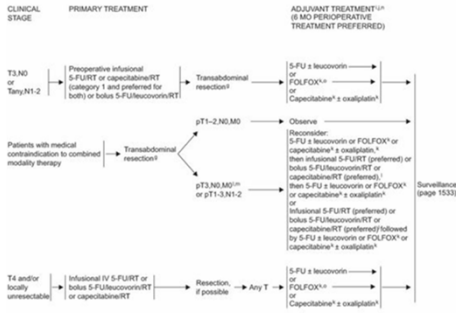 CLINICAL
STAGE
PRIMARY TREATMENT
ADJUVANT TREATMENT
(6 MO PERIOPERATIVE
TREATMENT PREFERRED)
T3,N0
or
Tany,N1-2
Preoperative infusional
5-FU/RT or capecitabine/RT
(category 1 and preferred for
both) or bolus 5-FU/leucovorin/RT
Transabdominal
resection
5-FU ± leucovorin
or
FOLFOX
or
Capecitabine ± oxaliplatin
Patients with medical
contraindication to combined
modality therapy
Transabdominal
resection
pT1–2,N0,M0
Observe
pT3,N0,M0
or pT1-3,N1-2
Reconsider:
5-FU ± leucovorin or FOLFOX or
capecitabine ± oxaliplatin,
then infusional 5-FU/RT (preferred) or
bolus 5-FU/leucovorin/RT or
capecitabine/RT (preferred),
then 5-FU ± leucovorin or FOLFOX
or capecitabine ± oxaliplatin
or
Infusional 5-FU/RT (preferred) or
bolus 5-FU/leucovorin/RT or
capecitabine/RT (preferred) followed
by 5-FU ± leucovorin or FOLFOX or
capecitabine ± oxaliplatin
Surveillance
(page 1533)
T4 and/or
locally
unresectable
Infusional IV 5-FU/RT or
bolus 5-FU/leucovorin/RT
or capecitabine/RT
Resection,
if possible
Any T
5-FU ± leucovorin
or
FOLFOX
or
Capecitabine ± oxaliplatin